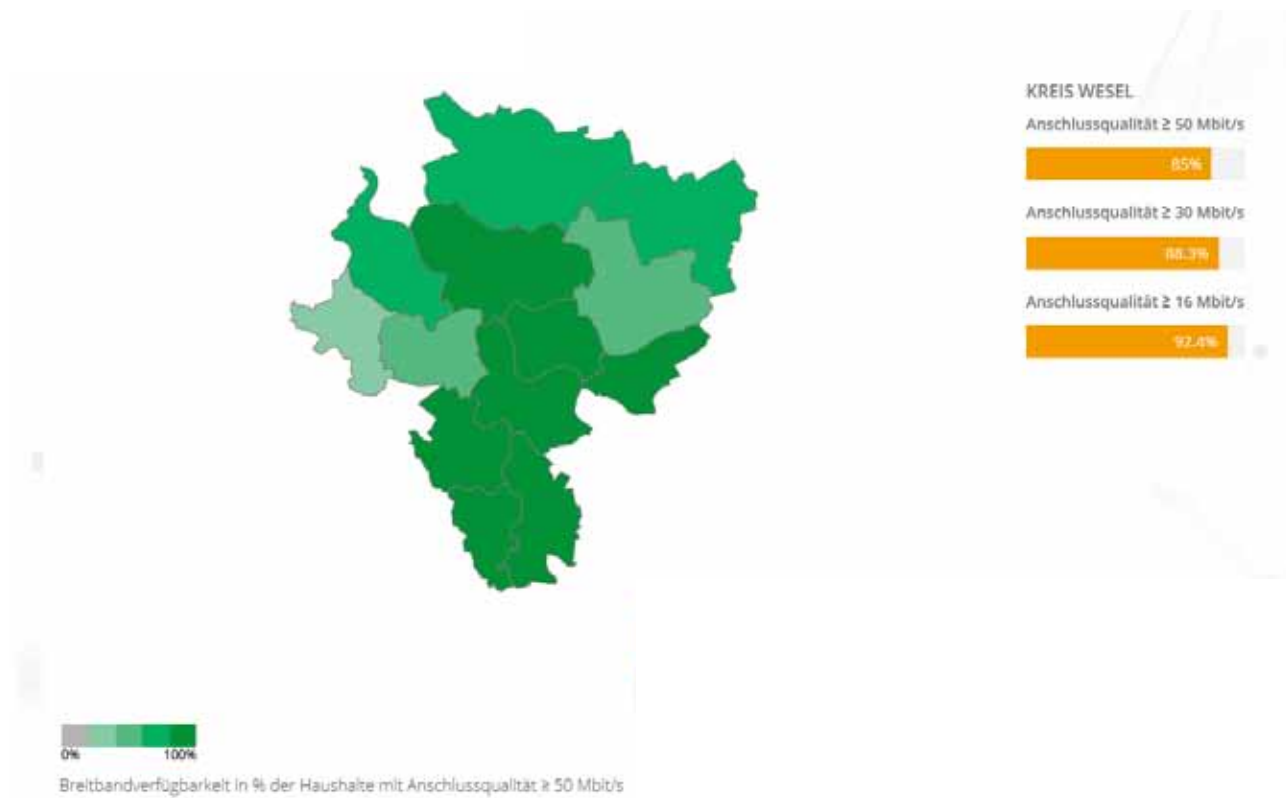 KREIS WESEL
Anschlussqualität ≥ 50 Mbit/s
85%
Anschlussqualität ≥ 30 Mbit/s
88.3%
Anschlussqualität ≥ 16 Mbit/s
92.4%
0% 100%
Breitbandverfügbarkeit in % der Haushalte mit Anschlussqualität ≥ 50 Mbit/s